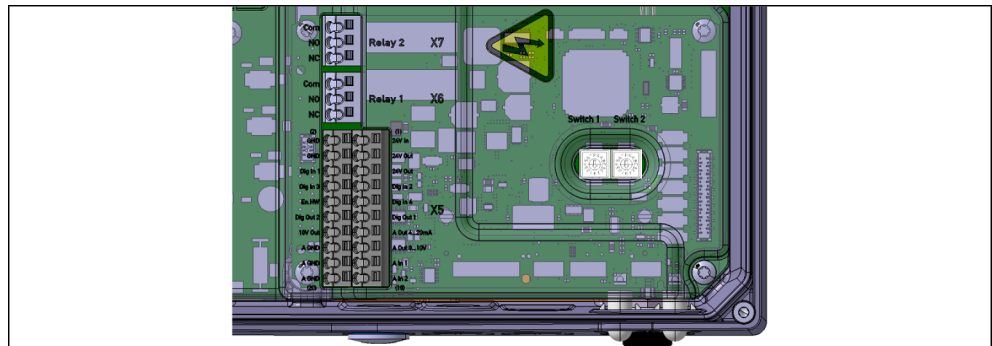 Com
NO Relay 2 X7
NC
Com
NO Relay 1 X6
NC
Switch 1 Switch 2
(2) (1)
GND 24V In
GND 24V Out
Dig In 1 24V Out
Dig In 3 Dig In 2
En.HW Dig In 4
X5
Dig Out 2 Dig Out 1
10V Out A Out 4...20mA
A GND A Out 0...10V
A GND A In 1
A GND A In 2
(20) (19)